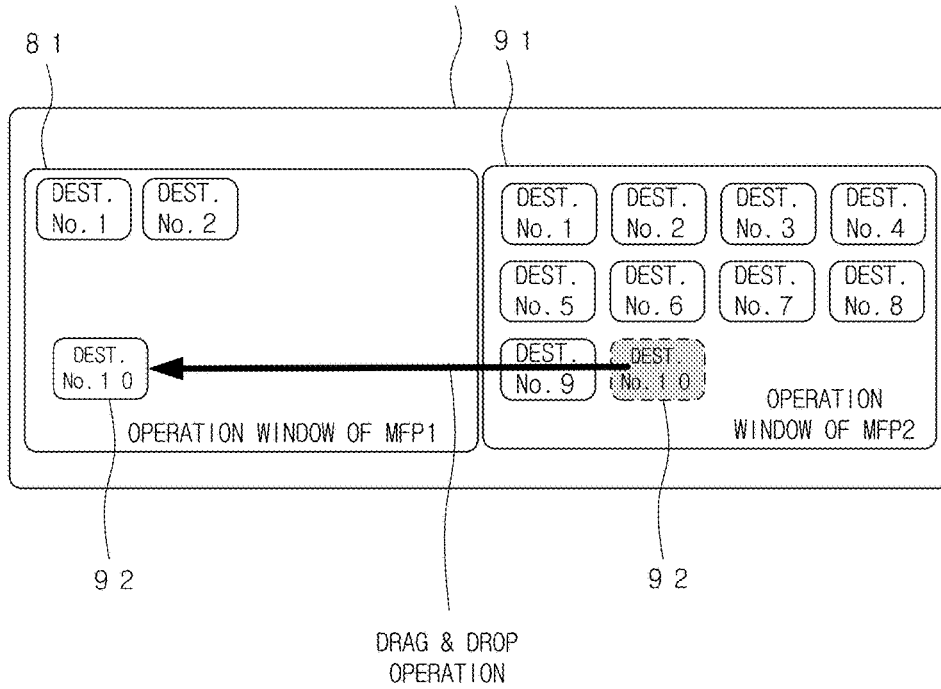 81
91
DEST.
No.1
DEST.
No.2
DEST.
No.10
OPERATION WINDOW OF MFP1
DEST.
No.1
DEST.
No.2
DEST.
No.3
DEST.
No.4
DEST.
No.5
DEST.
No.6
DEST.
No.7
DEST.
No.8
DEST.
No.9
DEST
No.10
OPERATION
WINDOW OF MFP2
92
92
DRAG & DROP
OPERATION